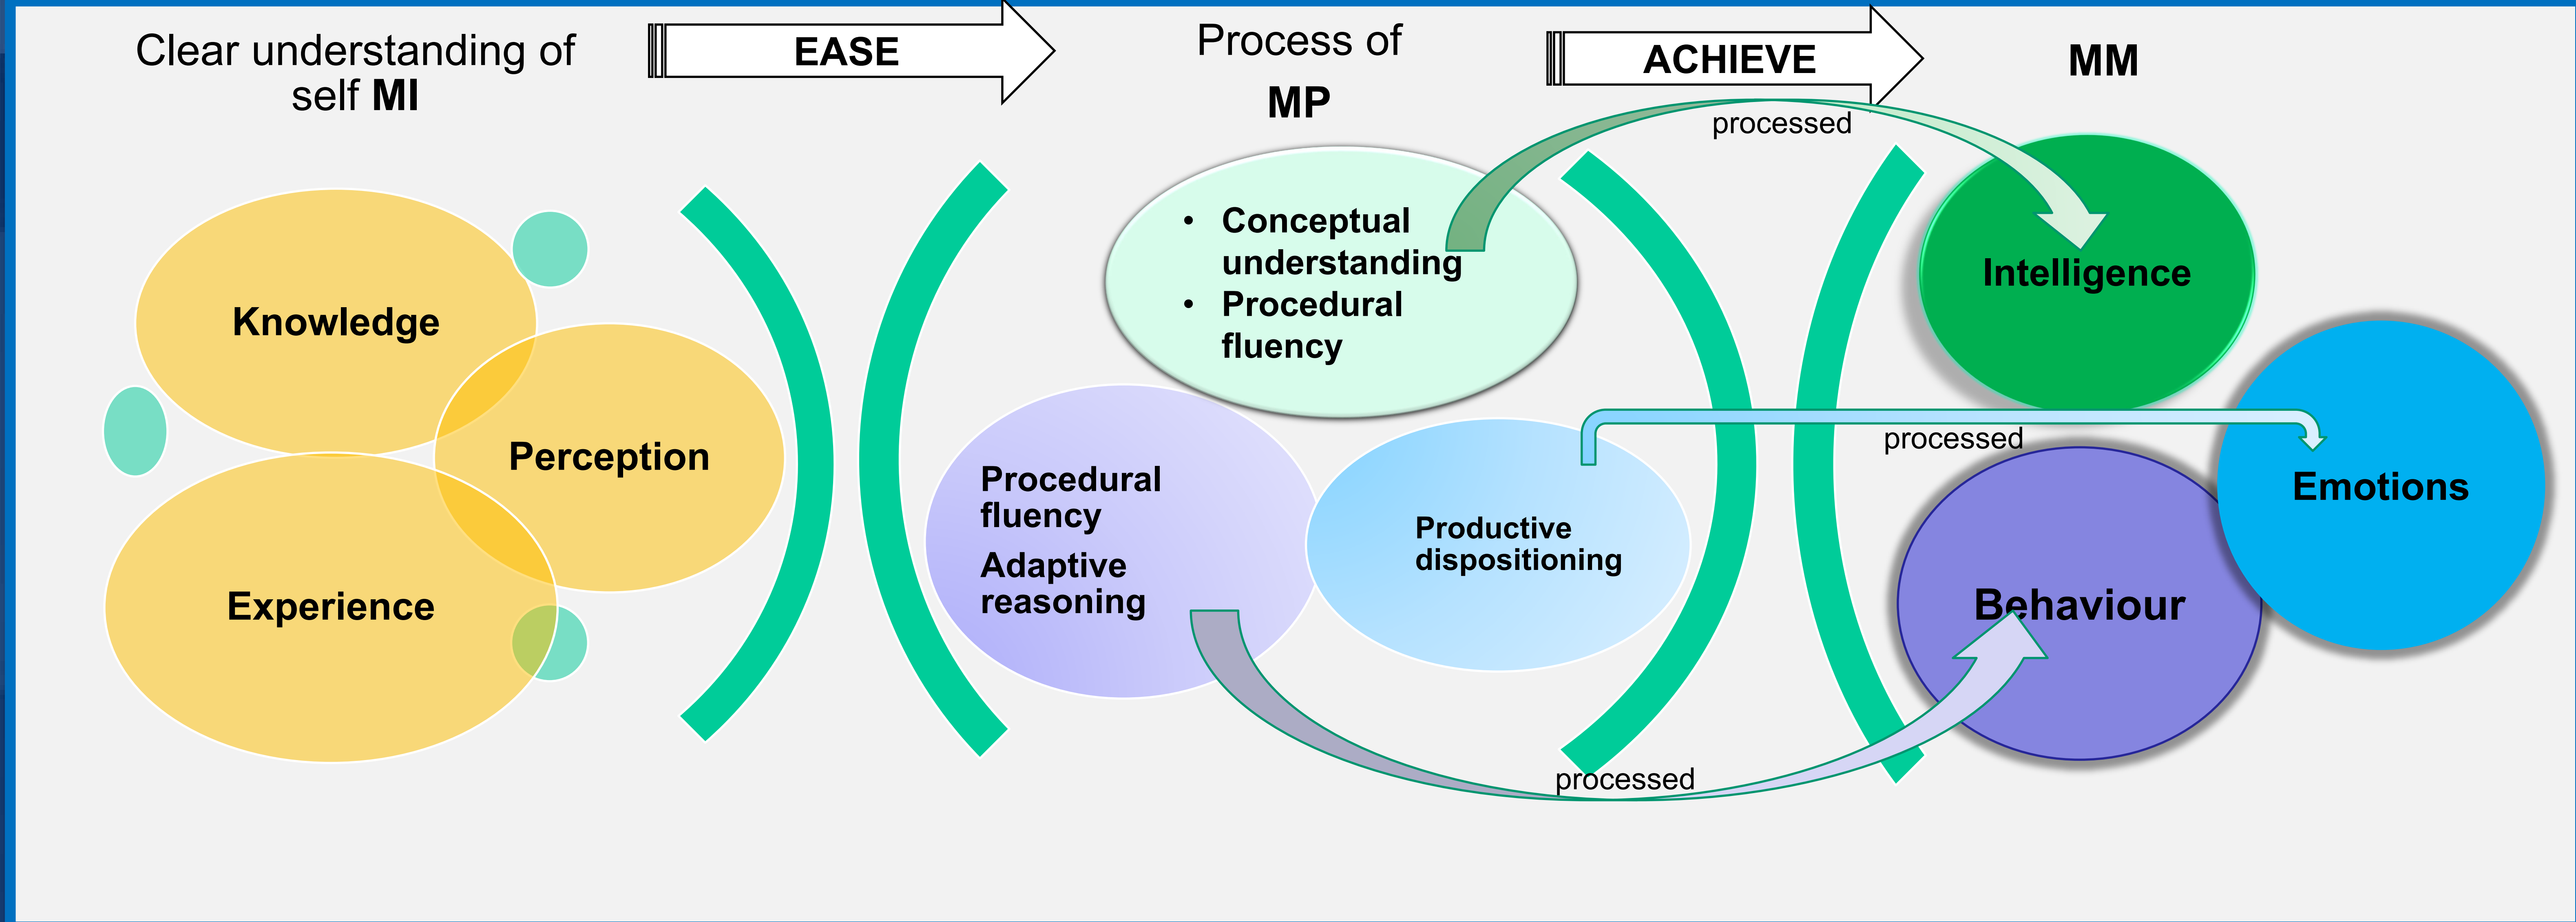 Clear understanding of
self MI
EASE
Process of
MP
ACHIEVE
MM
processed
Knowledge
Perception
Experience
• Conceptual
understanding
• Procedural
fluency
Procedural
fluency
Adaptive
reasoning
Productive
dispositioning
processed
processed
Intelligence
Emotions
Behaviour